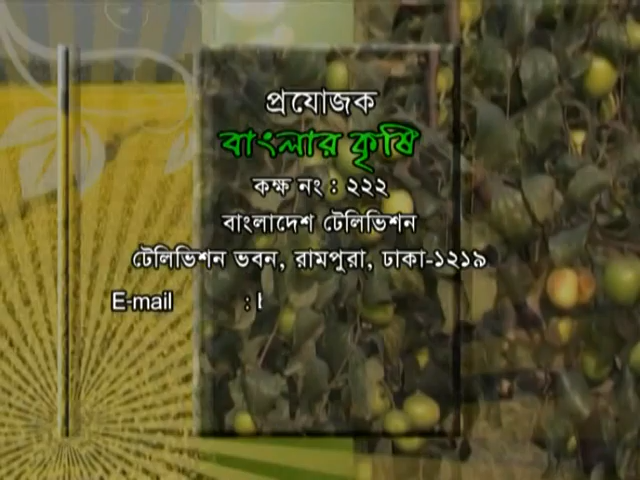 প্রযোজক
বাংলার কৃষি
কক্ষ নং : ২২২
বাংলাদেশ টেলিভিশন
টেলিভিশন ভবন, রামপুরা, ঢাকা-১২১৯
E-mail :